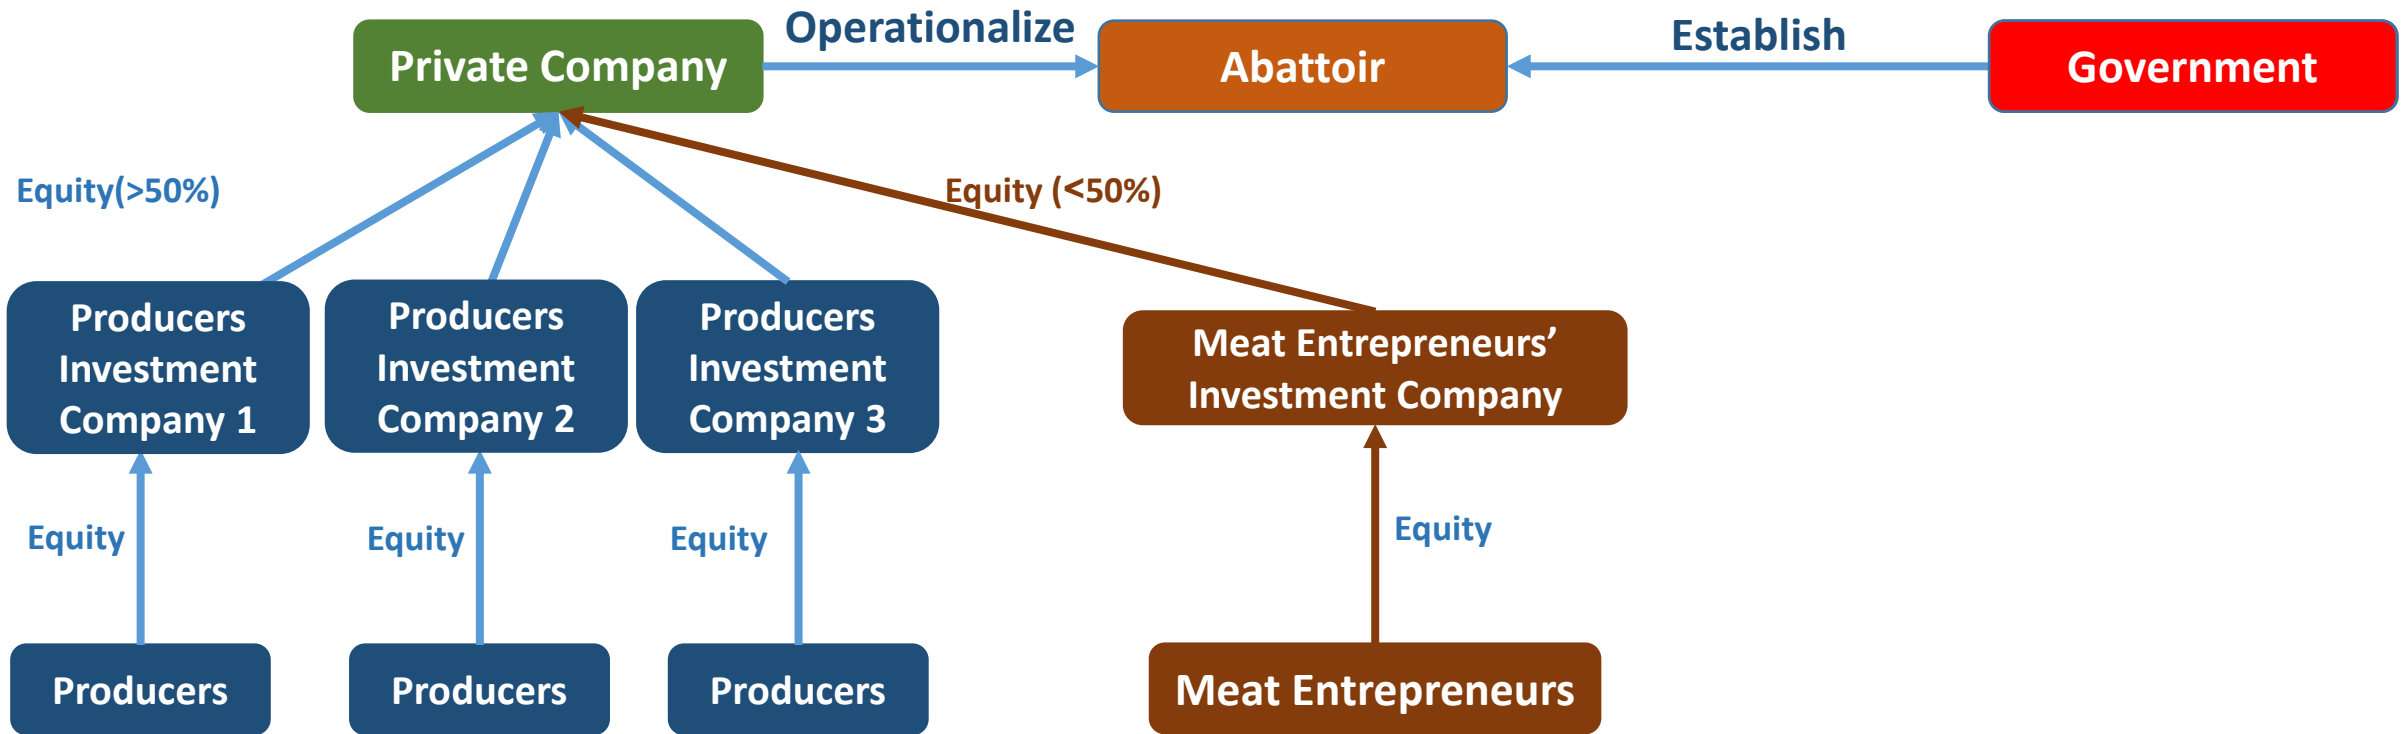 Private Company
Operationalize
Abattoir
Establish
Government
Equity(>50%)
Equity (<50%)
Producers
Investment
Company 1
Producers
Investment
Company 2
Producers
Investment
Company 3
Meat Entrepreneurs’
Investment Company
Equity
Equity
Equity
Equity
Producers
Producers
Producers
Meat Entrepreneurs